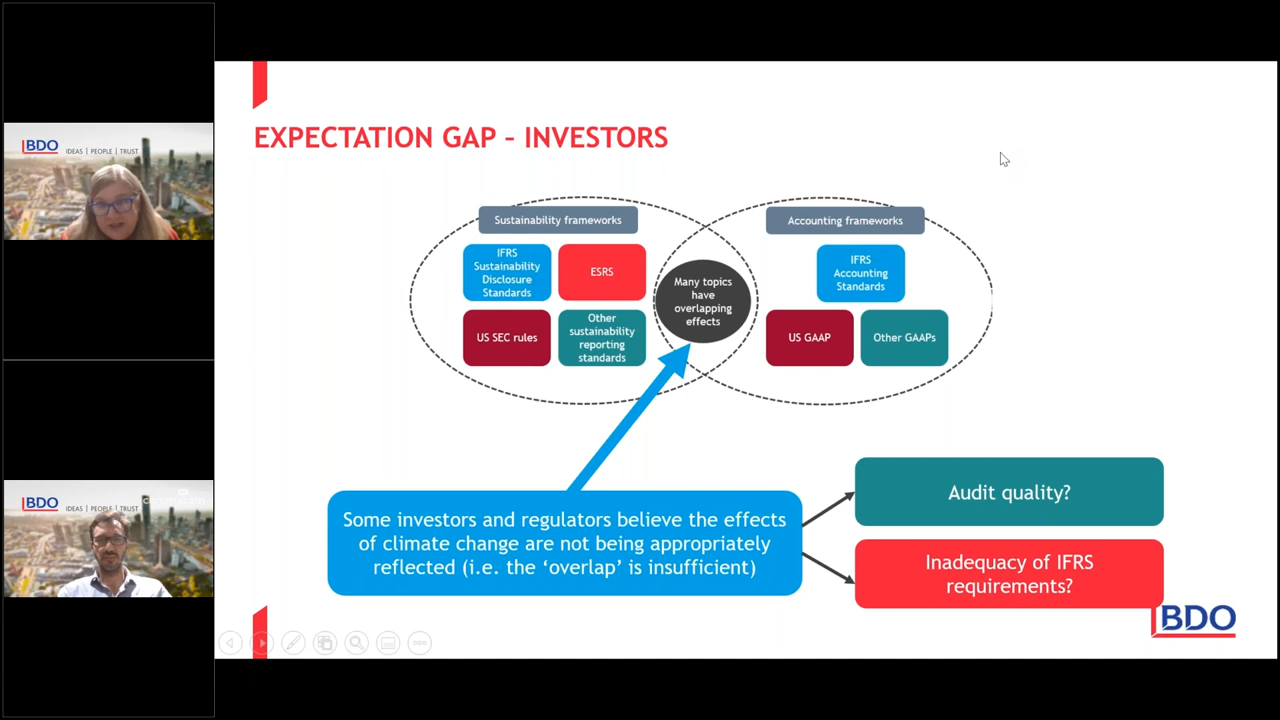 BDO
IDEAS | PEOPLE | TRUST
BDO
IDEAS | PEOPLE | TRUST
EXPECTATION GAP – INVESTORS
Sustainability frameworks
IFRS
Sustainability
Disclosure
Standards
ESRS
US SEC rules
Other
sustainability
reporting
standards
Many topics
have
overlapping
effects
Accounting frameworks
IFRS
Accounting
Standards
US GAAP
Other GAAPs
Some investors and regulators believe the effects
of climate change are not being appropriately
reflected (i.e. the ‘overlap’ is insufficient)
Audit quality?
Inadequacy of IFRS
requirements?
BDO